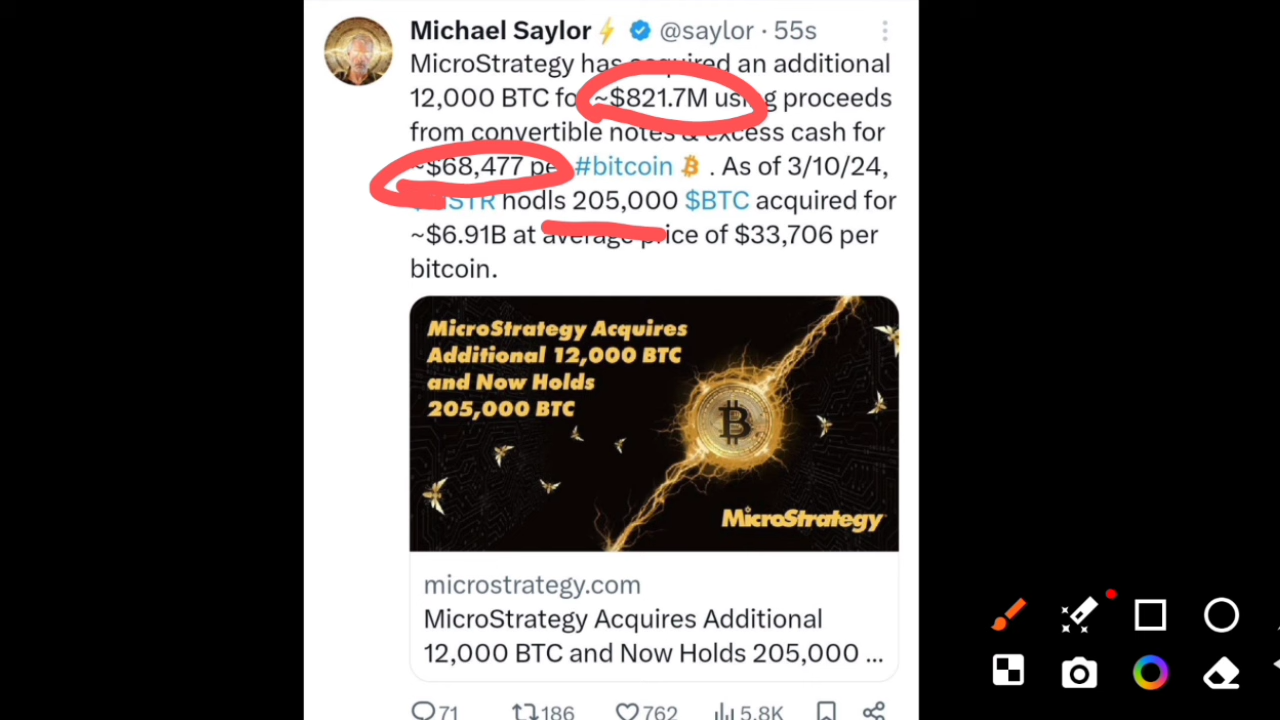 Michael Saylor⚡ @saylor · 55s
MicroStrategy has acquired an additional
12,000 BTC for ~$821.7M using proceeds
from convertible notes & excess cash for
~$68,477 per #bitcoin ₿ . As of 3/10/24,
hodls 205,000 $BTC acquired for
~$6.91B at average price of $33,706 per
bitcoin.
MicroStrategy Acquires
Additional 12,000 BTC
and Now Holds
205,000 BTC
₿
MicroStrategy
microstrategy.com
MicroStrategy Acquires Additional
12,000 BTC and Now Holds 205,000 ...
71 186 762 5.8K